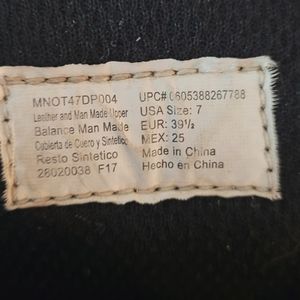 MNOT47DP004
Leather and Man Made Upper
Balance Man Made
Cubierta de Cuero y Sintetico
Resto Sintetico
28020038 F17
UPC# 0605388267788
USA Size: 7
EUR: 39½
MEX: 25
Made in China
Hecho en China